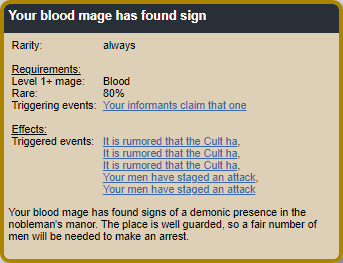 Your blood mage has found sign
Rarity: always
Requirements:
Level 1+ mage: Blood
Rare: 80%
Triggering events: Your informants claim that one
Effects:
Triggered events: It is rumored that the Cult ha,
It is rumored that the Cult ha,
It is rumored that the Cult ha,
Your men have staged an attack,
Your men have staged an attack
Your blood mage has found signs of a demonic presence in the
nobleman's manor. The place is well guarded, so a fair number of
men will be needed to make an arrest.